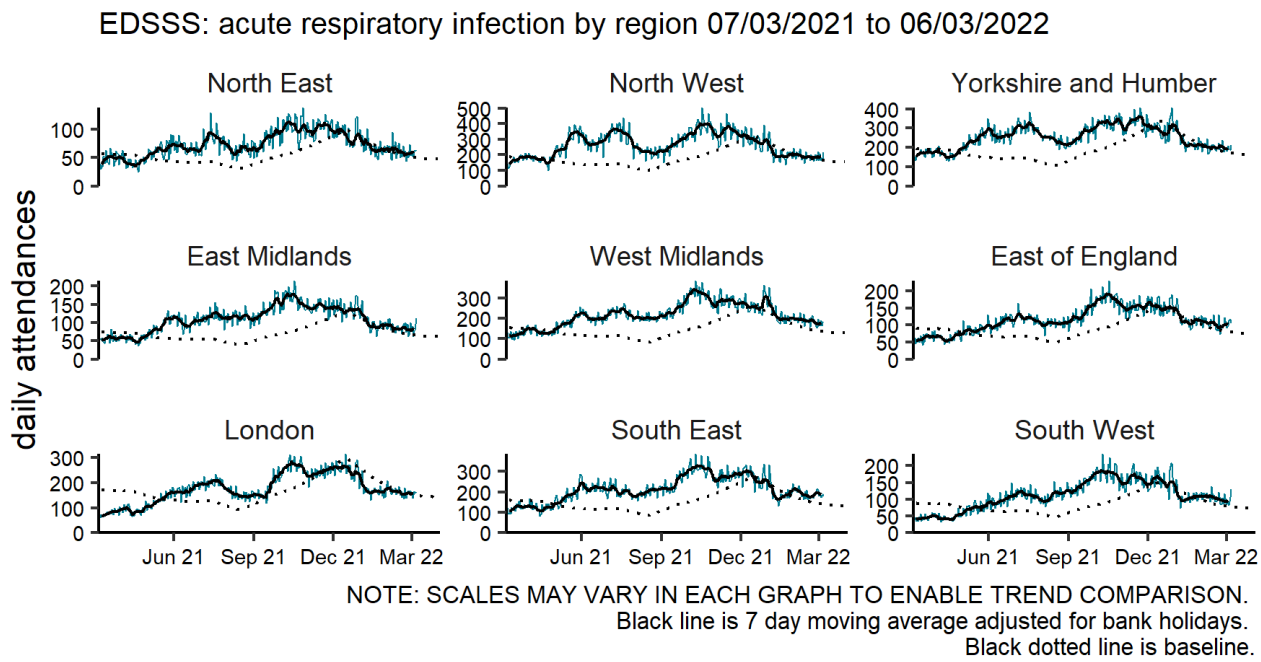 EDSSS: acute respiratory infection by region 07/03/2021 to 06/03/2022
daily attendances
North East
100
50
0
North West
500
400
300
200
100
0
Yorkshire and Humber
400
300
200
100
0
East Midlands
200
150
100
50
0
West Midlands
300
200
100
0
East of England
200
150
100
50
0
London
300
200
100
0
Jun 21 Sep 21 Dec 21 Mar 22
South East
300
200
100
0
Jun 21 Sep 21 Dec 21 Mar 22
South West
200
150
100
50
0
Jun 21 Sep 21 Dec 21 Mar 22
NOTE: SCALES MAY VARY IN EACH GRAPH TO ENABLE TREND COMPARISON.
Black line is 7 day moving average adjusted for bank holidays.
Black dotted line is baseline.